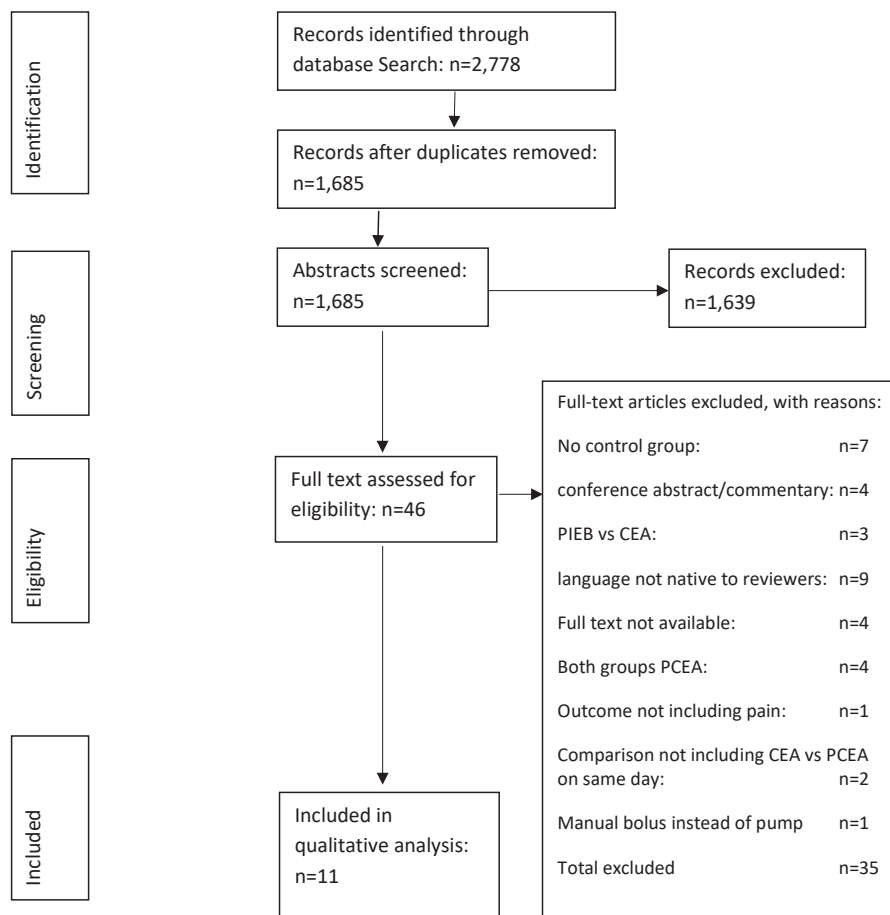 Identification
Records identified through
database Search: n=2,778
Records after duplicates removed:
n=1,685
Screening
Abstracts screened:
n=1,685
Records excluded:
n=1,639
Eligibility
Full text assessed for
eligibility: n=46
Full-text articles excluded, with reasons:
No control group: n=7
conference abstract/commentary: n=4
PIEB vs CEA: n=3
language not native to reviewers: n=9
Full text not available: n=4
Both groups PCEA: n=4
Outcome not including pain: n=1
Comparison not including CEA vs PCEA
on same day: n=2
Manual bolus instead of pump n=1
Total excluded n=35
Included
Included in
qualitative analysis:
n=11